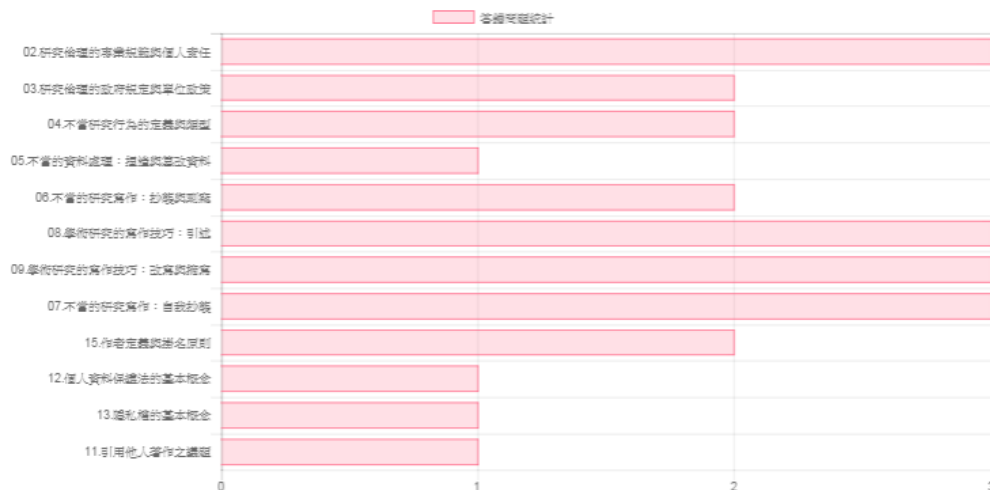 答錯問題統計
02.研究倫理的專業規範與個人責任
03.研究倫理的政府規定與單位政策
04.不當研究行為的定義與類型
05.不當的資料處理：捏造與篡改資料
06.不當的研究寫作：抄襲與剽竊
08.學術研究的寫作技巧：引述
09.學術研究的寫作技巧：改寫與摘寫
07.不當的研究寫作：自我抄襲
15.作者定義與掛名原則
12.個人資料保護法的基本概念
13.隱私權的基本概念
11.引用他人著作之議題
0 1 2 3